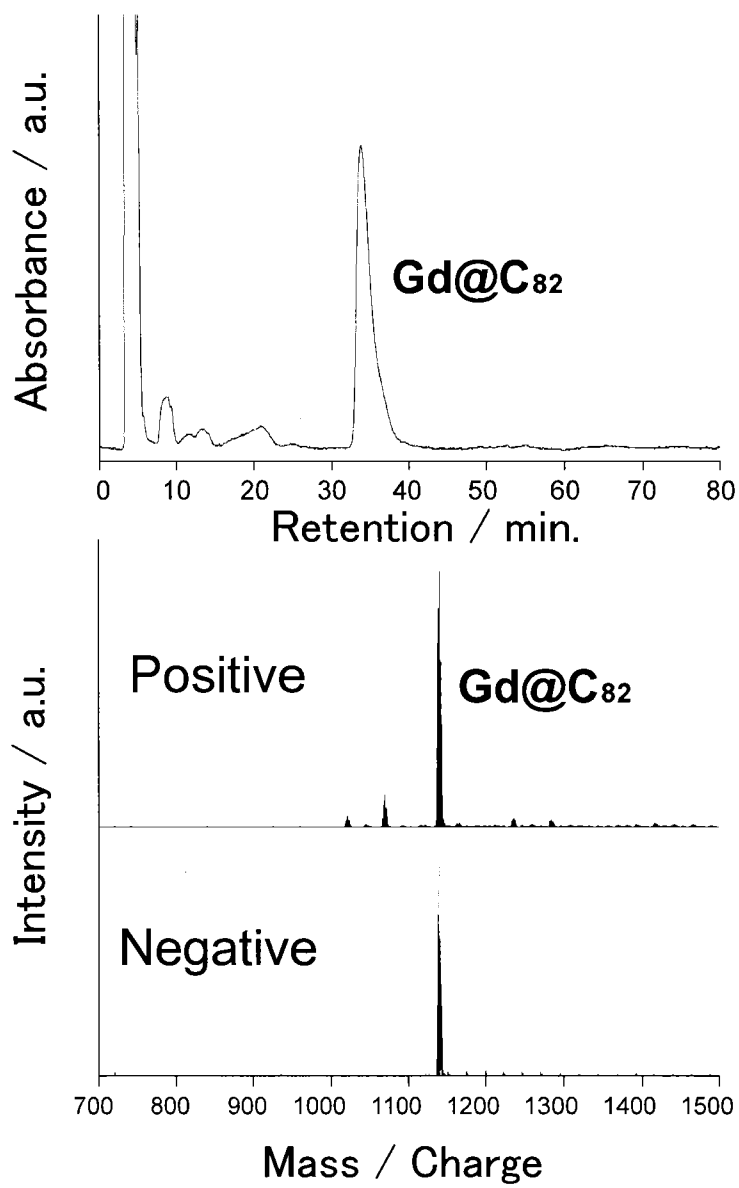 Absorbance / a.u.
Gd@C82
0 10 20 30 40 50 60 70 80
Retention / min.
Intensity / a.u.
Positive
Gd@C82
Negative
700 800 900 1000 1100 1200 1300 1400 1500
Mass / Charge